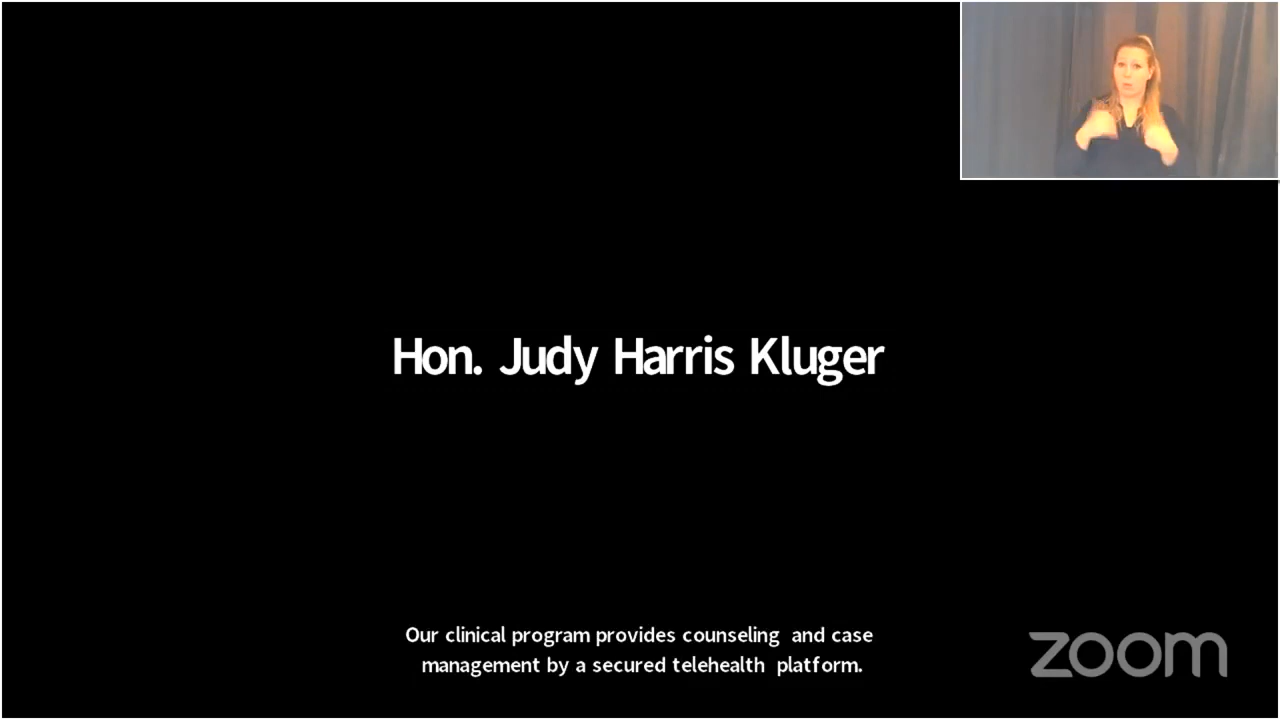 Hon. Judy Harris Kluger
Our clinical program provides counseling  and case
management by a secured telehealth  platform.
zoom